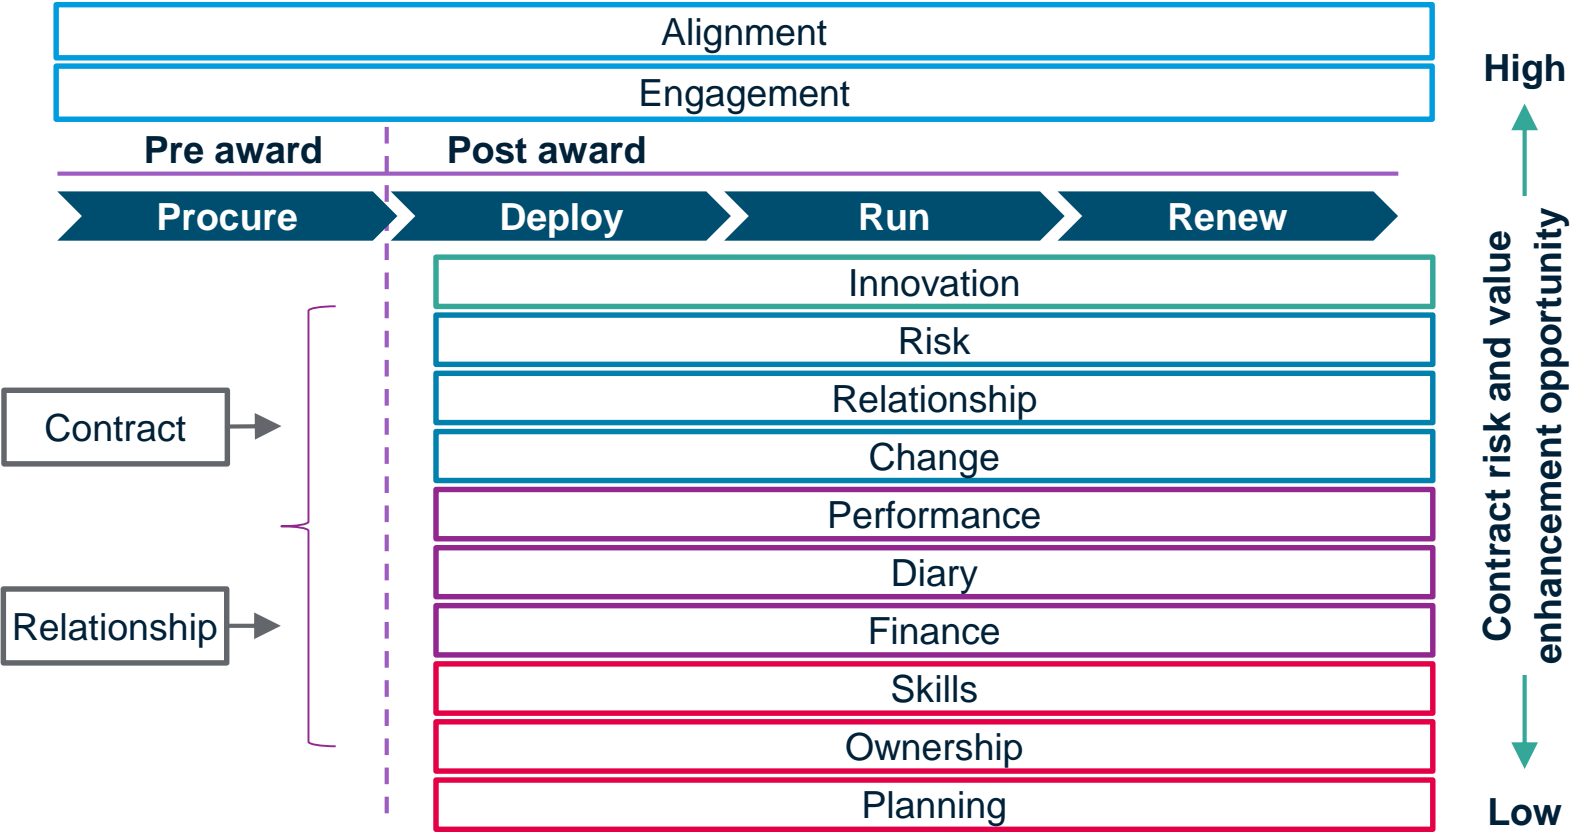 Alignment
Engagement
High
Pre award
Post award
Procure
Deploy
Run
Renew
Innovation
Risk
Relationship
Change
Performance
Diary
Finance
Skills
Ownership
Planning
Contract
Relationship
Contract risk and value
enhancement opportunity
Low